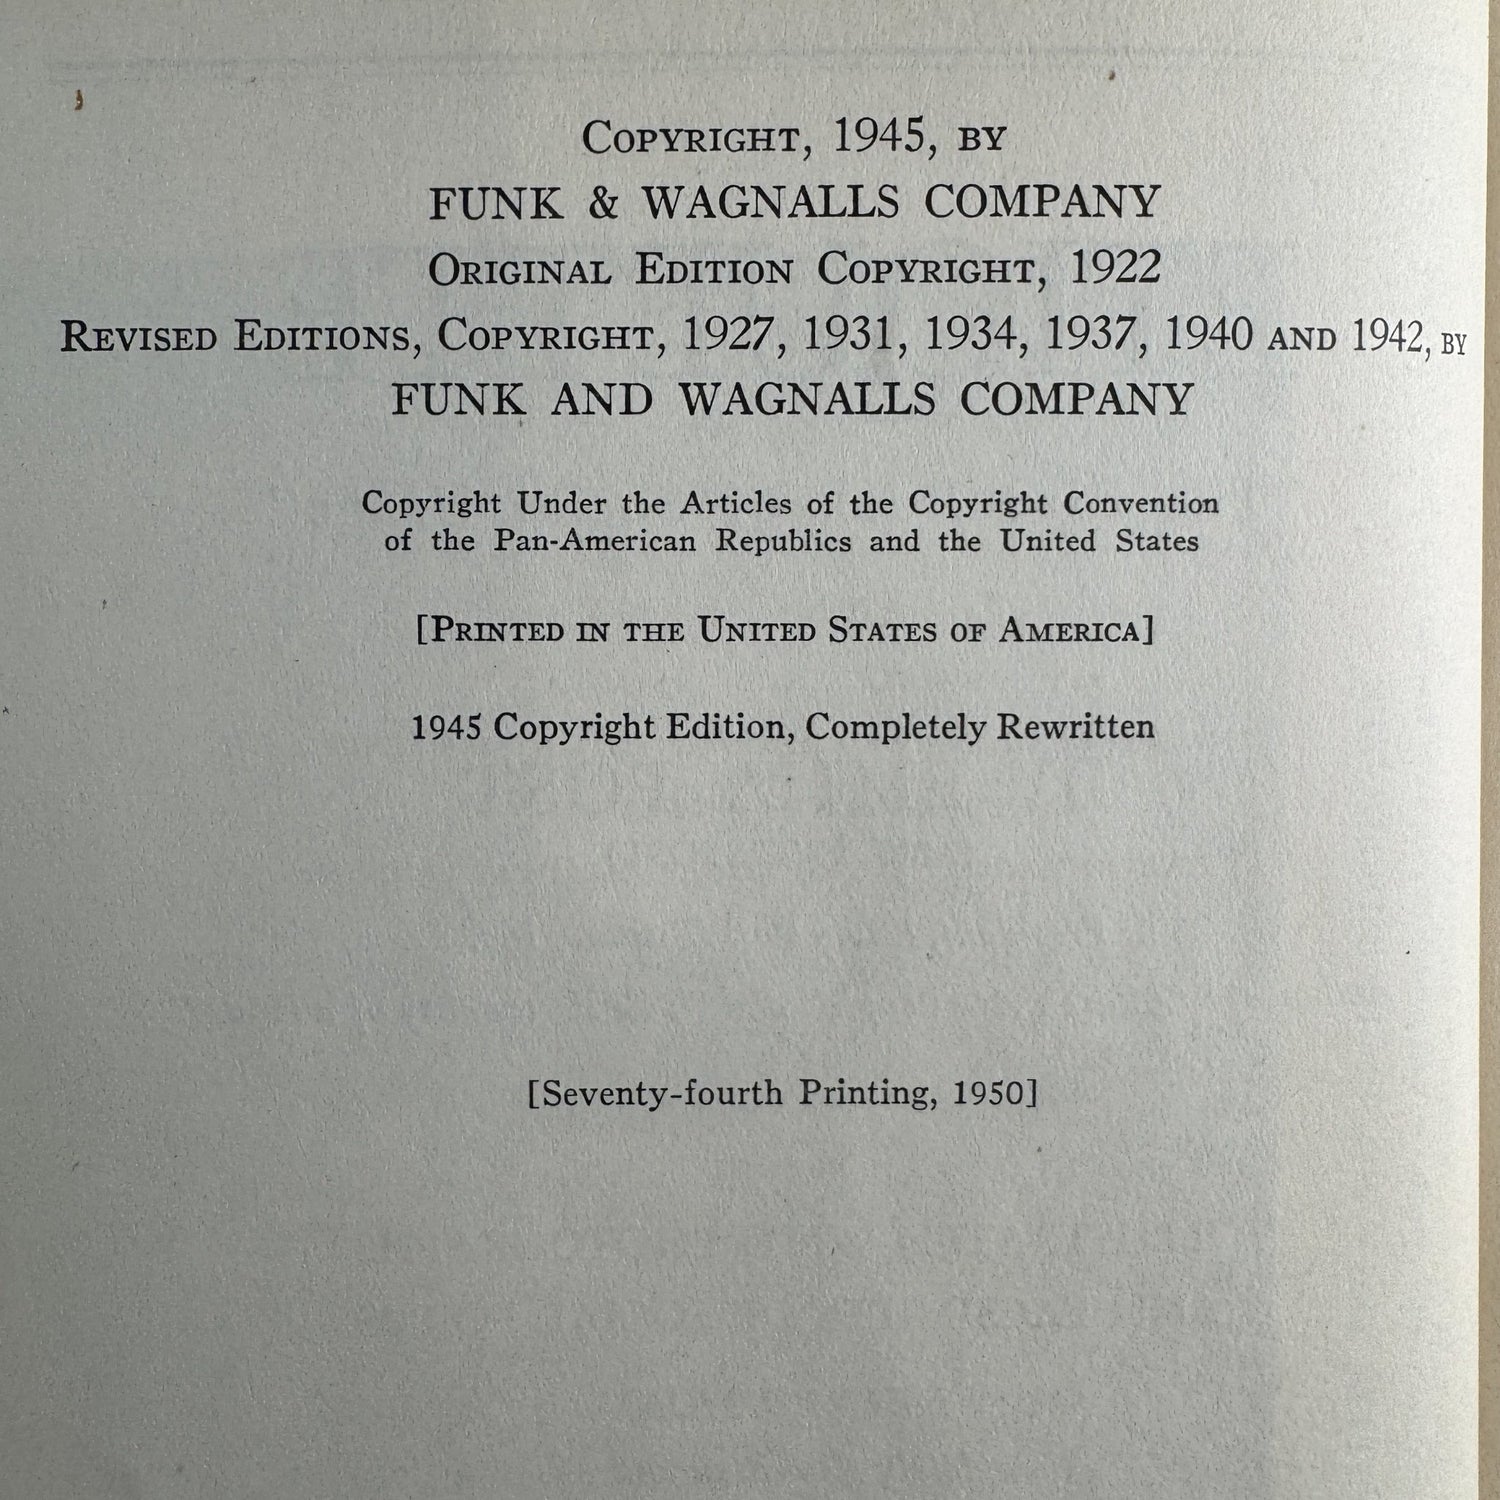 COPYRIGHT, 1945, BY
FUNK & WAGNALLS COMPANY
ORIGINAL EDITION COPYRIGHT, 1922
REVISED EDITIONS, COPYRIGHT, 1927, 1931, 1934, 1937, 1940 AND 1942, BY
FUNK AND WAGNALLS COMPANY
Copyright Under the Articles of the Copyright Convention
of the Pan-American Republics and the United States
[PRINTED IN THE UNITED STATES OF AMERICA]
1945 Copyright Edition, Completely Rewritten
[Seventy-fourth Printing, 1950]